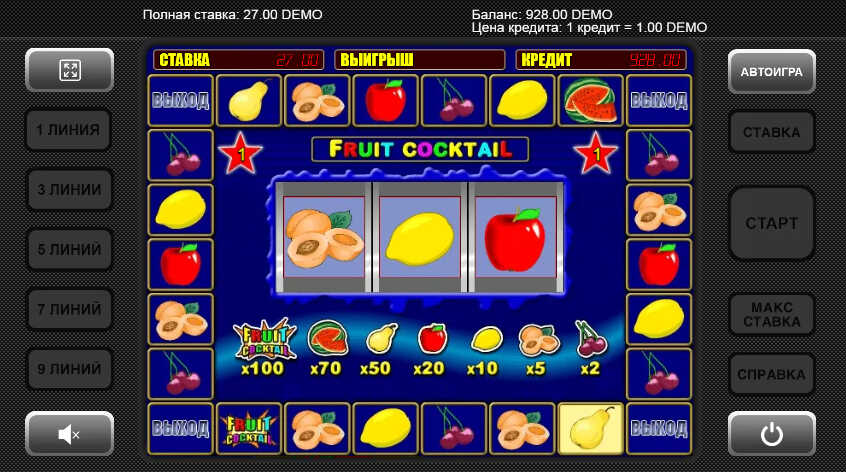 Полная ставка: 27.00 DEMO
Баланс: 928.00 DEMO
Цена кредита: 1 кредит = 1.00 DEMO
СТАВКА 27.00 ВЫИГРЫШ КРЕДИТ 928.00
АВТОИГРА
ВЫХОД ВЫХОД
1 ЛИНИЯ
СТАВКА
1 FRUIT COCKTAIL 1
3 ЛИНИИ
СТАРТ
5 ЛИНИЙ
7 ЛИНИЙ
МАКС
СТАВКА
FRUIT
COCKTAIL
x100 x70 x50 x20 x10 x5 x2
9 ЛИНИЙ
СПРАВКА
ВЫХОД FRUIT COCKTAIL ВЫХОД